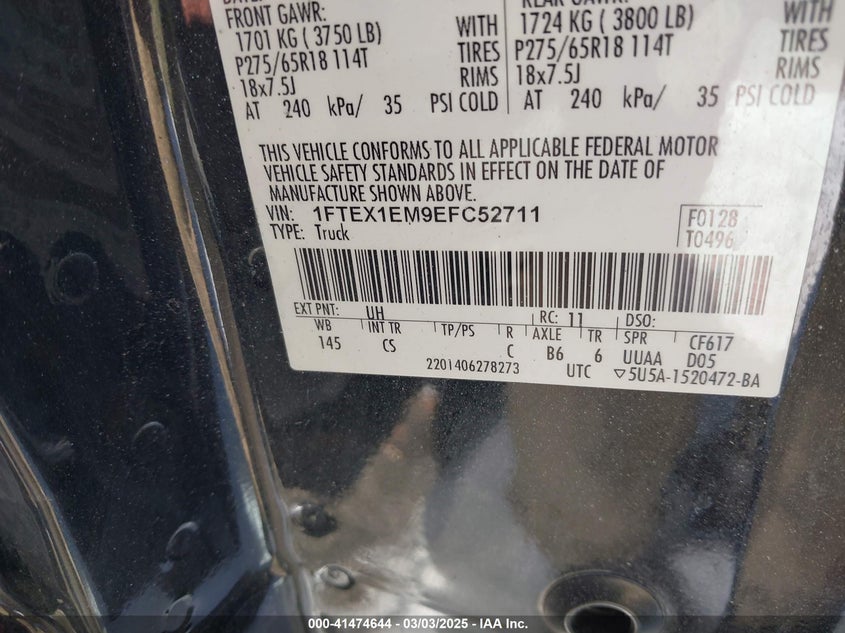 FRONT GAWR:
1701 KG ( 3750 LB) WITH
P275/65R18 114T TIRES
18x7.5J RIMS
AT 240 kPa/ 35 PSI COLD
REAR GAWR:
1724 KG ( 3800 LB) WITH
P275/65R18 114T TIRES
18x7.5J RIMS
AT 240 kPa/ 35 PSI COLD
THIS VEHICLE CONFORMS TO ALL APPLICABLE FEDERAL MOTOR
VEHICLE SAFETY STANDARDS IN EFFECT ON THE DATE OF
MANUFACTURE SHOWN ABOVE.
VIN: 1FTEX1EM9EFC52711
TYPE: Truck
F0128
T0496
EXT PNT: UH RC: 11 DSO:
WB INT TR TP/PS R AXLE TR SPR CF617
145 CS C B6 6 UUAA D05
2201406278273 UTC ▽5U5A-1520472-BA
000-41474644 - 03/03/2025 - IAA Inc.